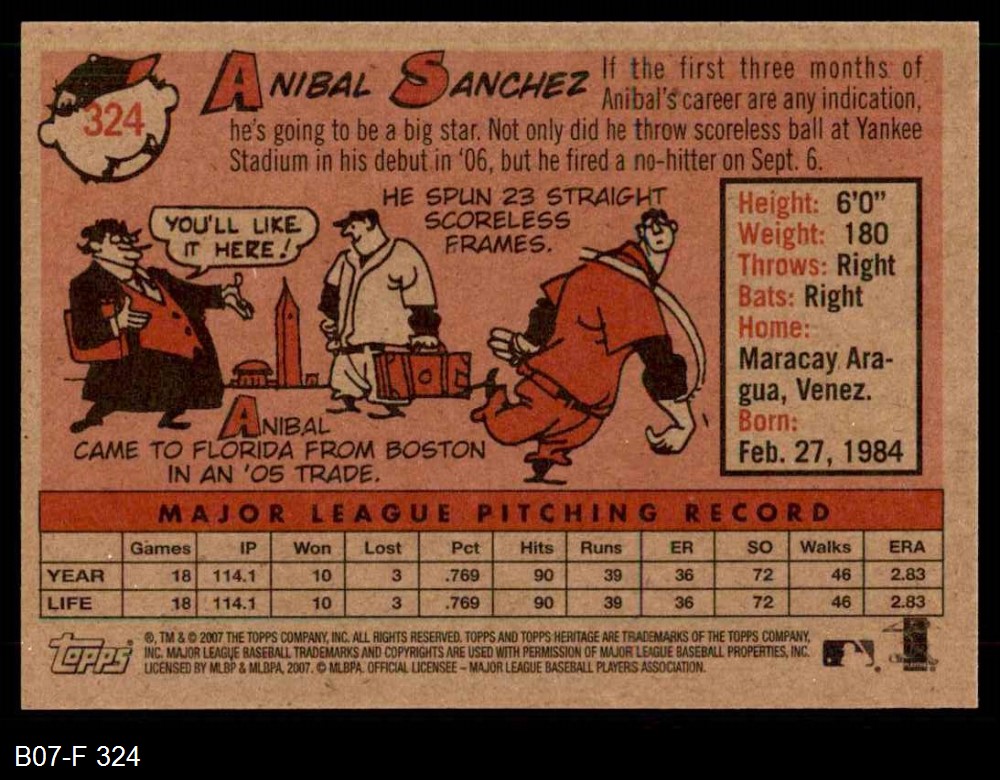 324
ANIBAL SANCHEZ
If the first three months of
Anibal's career are any indication,
he's going to be a big star. Not only did he throw scoreless ball at Yankee
Stadium in his debut in '06, but he fired a no-hitter on Sept. 6.
YOU'LL LIKE
IT HERE!
HE SPUN 23 STRAIGHT
SCORELESS
FRAMES.
ANIBAL
CAME TO FLORIDA FROM BOSTON
IN AN '05 TRADE.
Height: 6'0"
Weight: 180
Throws: Right
Bats: Right
Home:
Maracay Ara-
gua, Venez.
Born:
Feb. 27, 1984
MAJOR LEAGUE PITCHING RECORD
Games IP Won Lost Pct Hits Runs ER SO Walks ERA
YEAR 18 114.1 10 3 .769 90 39 36 72 46 2.83
LIFE 18 114.1 10 3 .769 90 39 36 72 46 2.83
Topps
®, TM & © 2007 THE TOPPS COMPANY, INC. ALL RIGHTS RESERVED. TOPPS AND TOPPS HERITAGE ARE TRADEMARKS OF THE TOPPS COMPANY,
INC. MAJOR LEAGUE BASEBALL TRADEMARKS AND COPYRIGHTS ARE USED WITH PERMISSION OF MAJOR LEAGUE BASEBALL PROPERTIES, INC.
LICENSED BY MLBP & MLBPA, 2007. © MLBPA. OFFICIAL LICENSEE – MAJOR LEAGUE BASEBALL PLAYERS ASSOCIATION.
B07-F 324